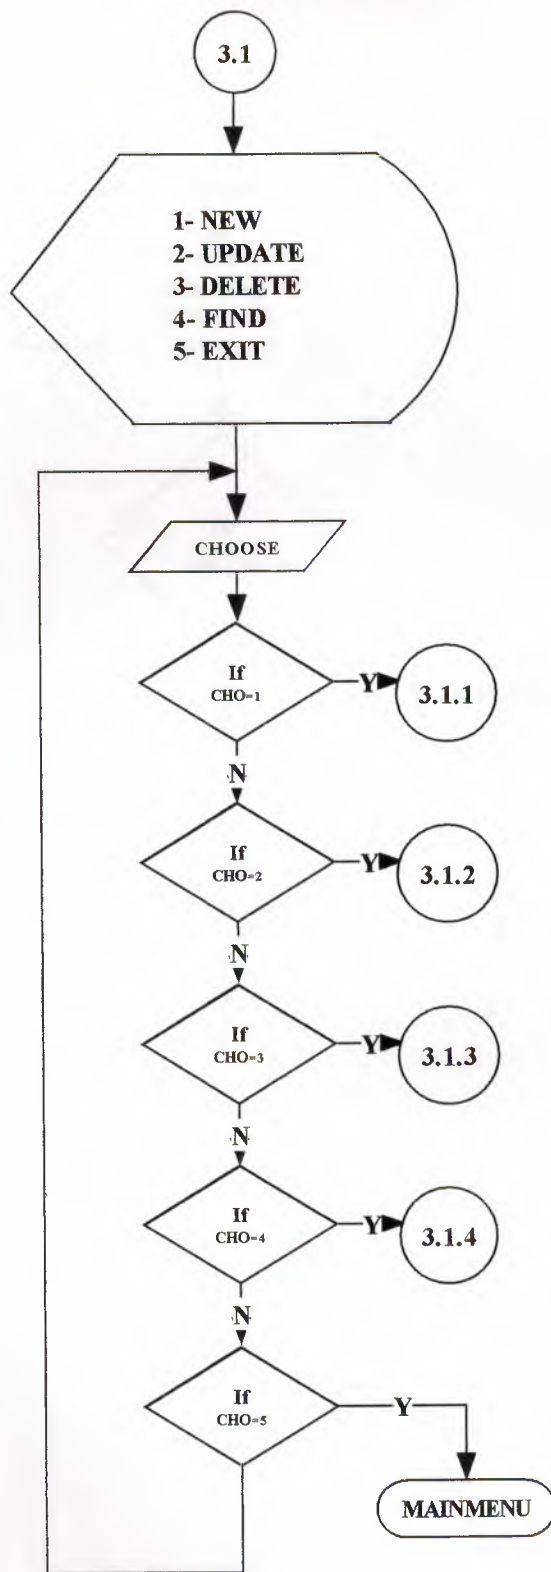 3.1
1- NEW
2- UPDATE
3- DELETE
4- FIND
5- EXIT
CHOOSE
If
CHO=1
Y
3.1.1
N
If
CHO=2
Y
3.1.2
N
If
CHO=3
Y
3.1.3
N
If
CHO=4
Y
3.1.4
N
If
CHO=5
Y
MAINMENU